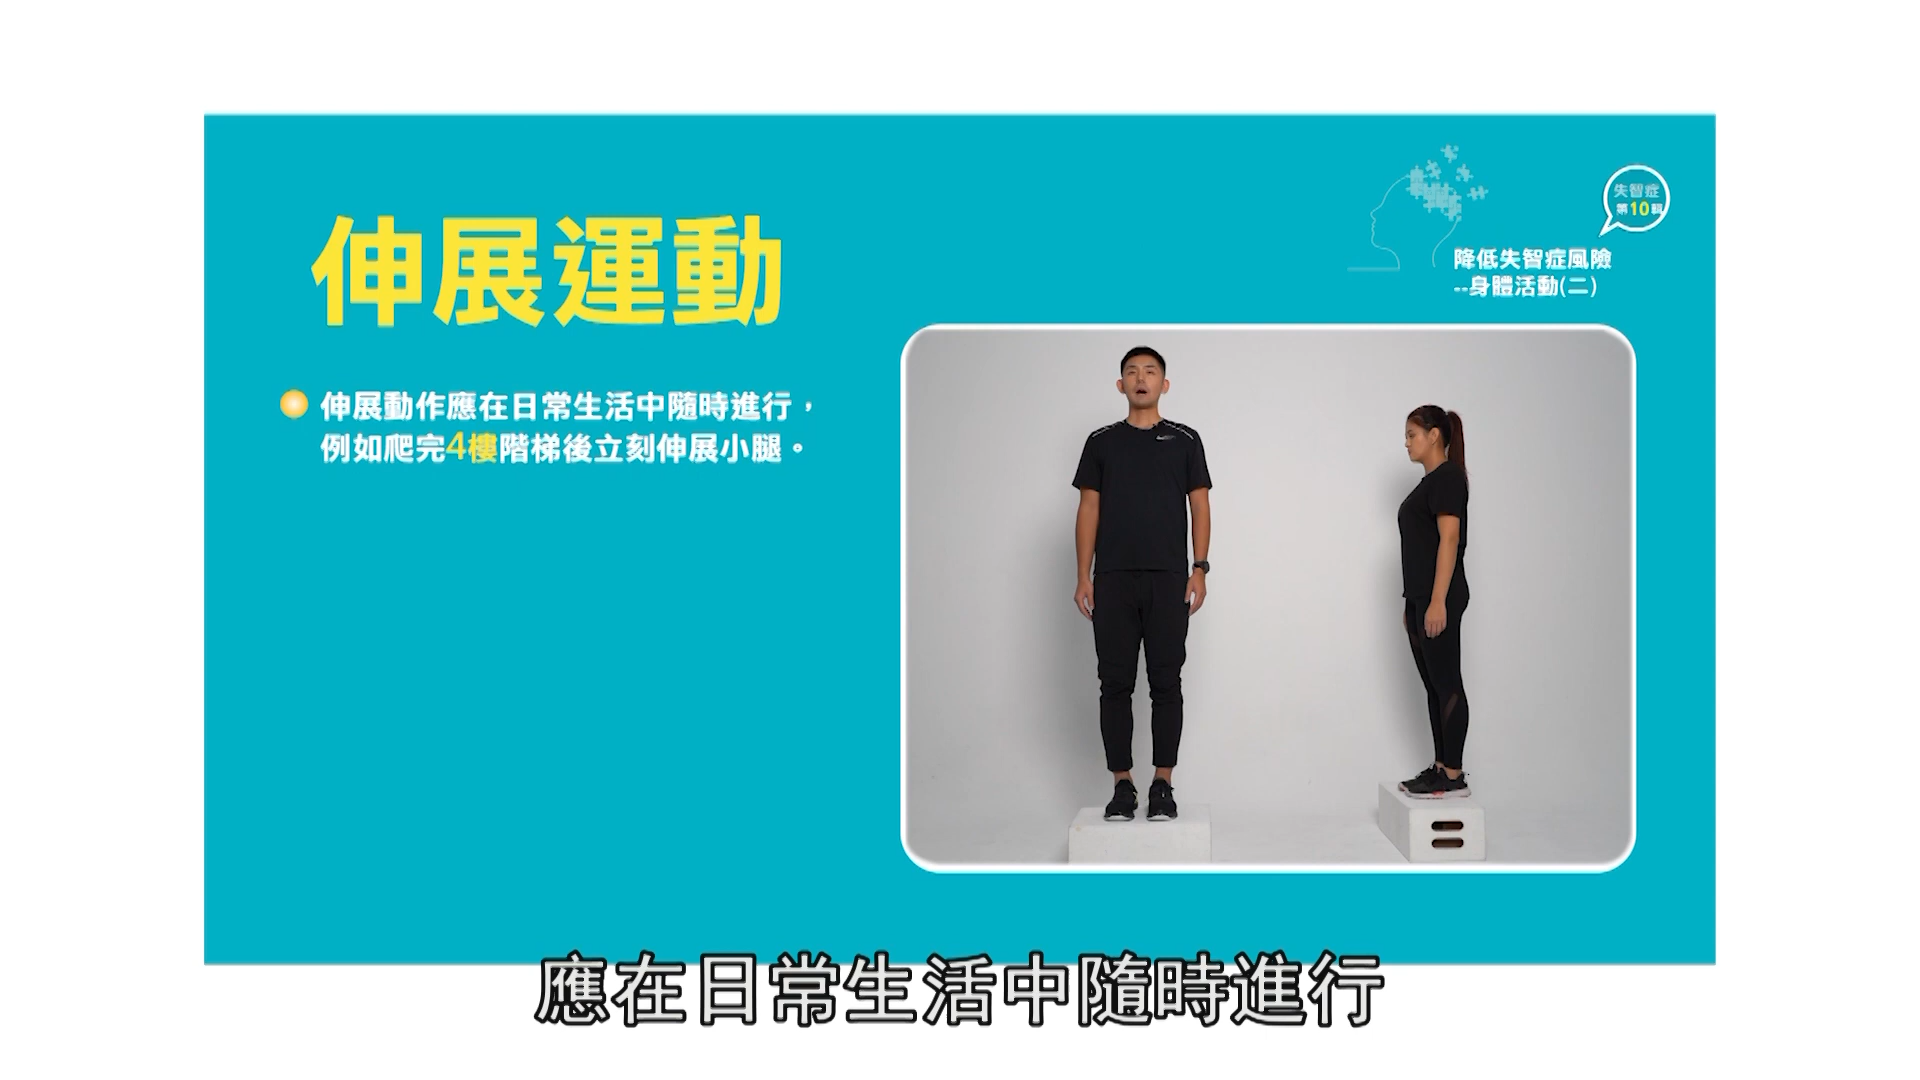 失智症
第10輯
降低失智症風險
--身體活動(二)
伸展運動
伸展動作應在日常生活中隨時進行，
例如爬完4樓階梯後立刻伸展小腿。
應在日常生活中隨時進行